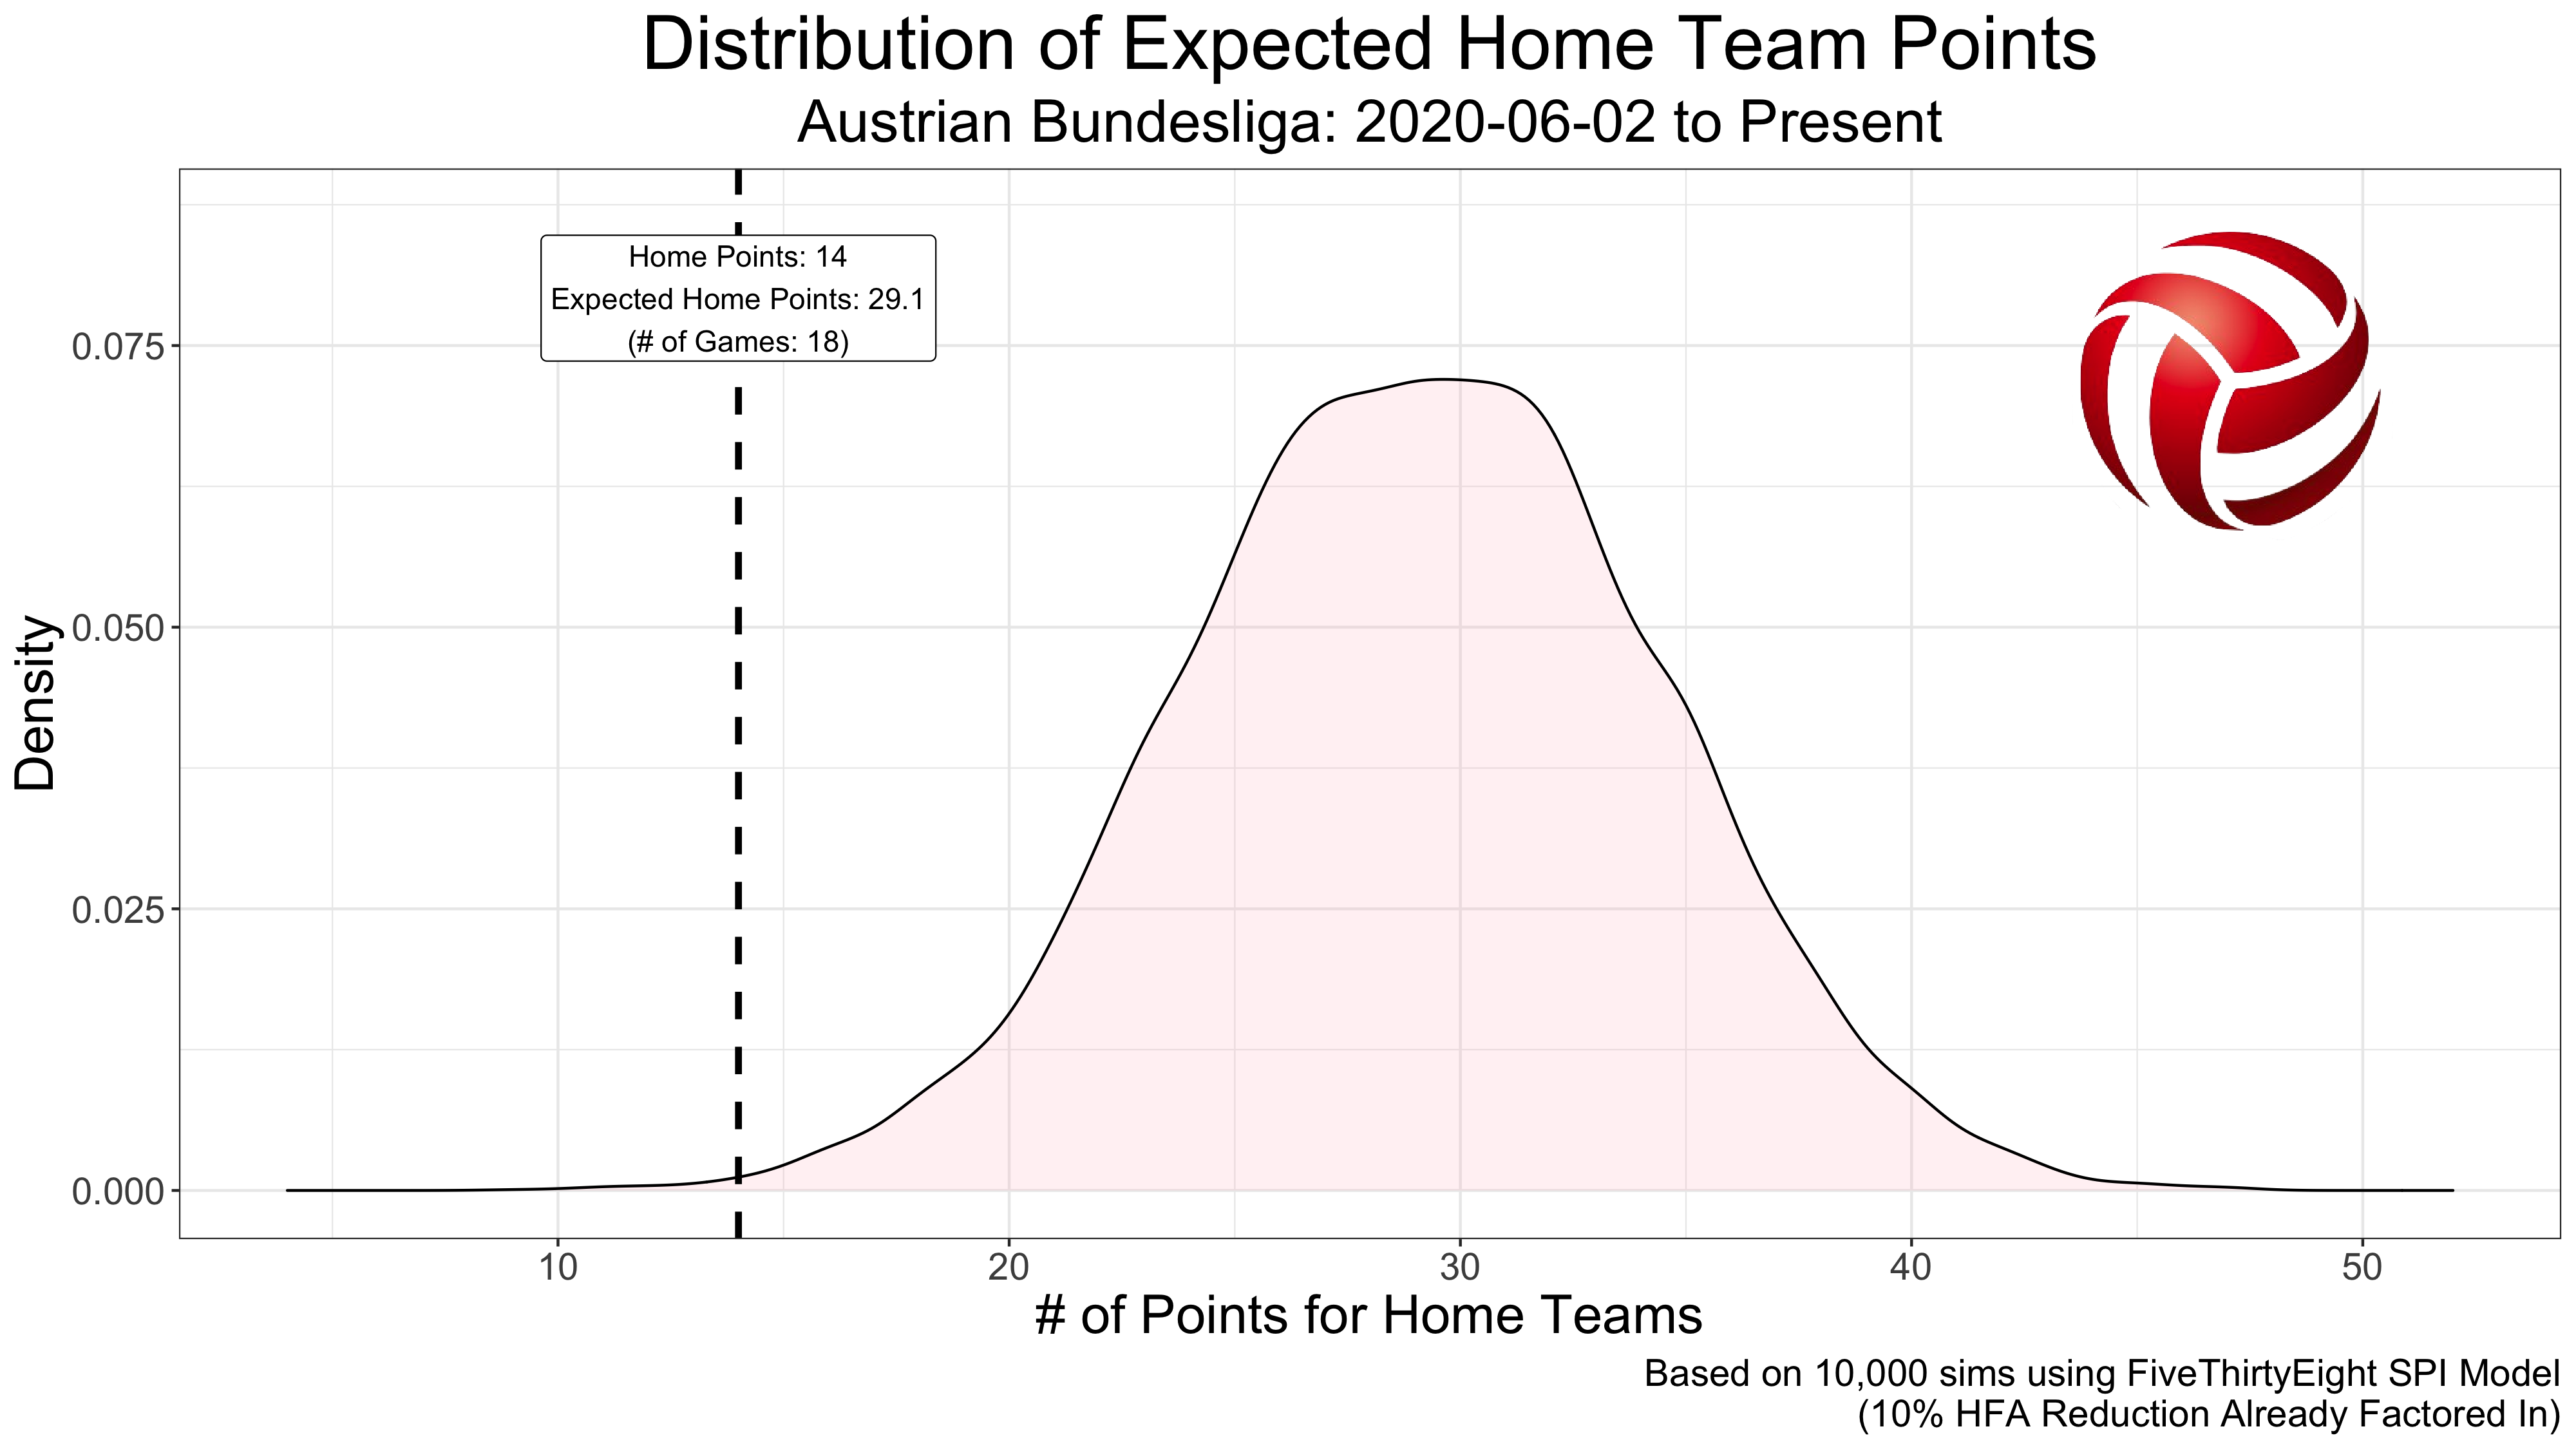 Distribution of Expected Home Team Points
Austrian Bundesliga: 2020-06-02 to Present
Home Points: 14
Expected Home Points: 29.1
(# of Games: 18)
0.075
0.050
0.025
0.000
Density
10 20 30 40 50
# of Points for Home Teams
Based on 10,000 sims using FiveThirtyEight SPI Model
(10% HFA Reduction Already Factored In)